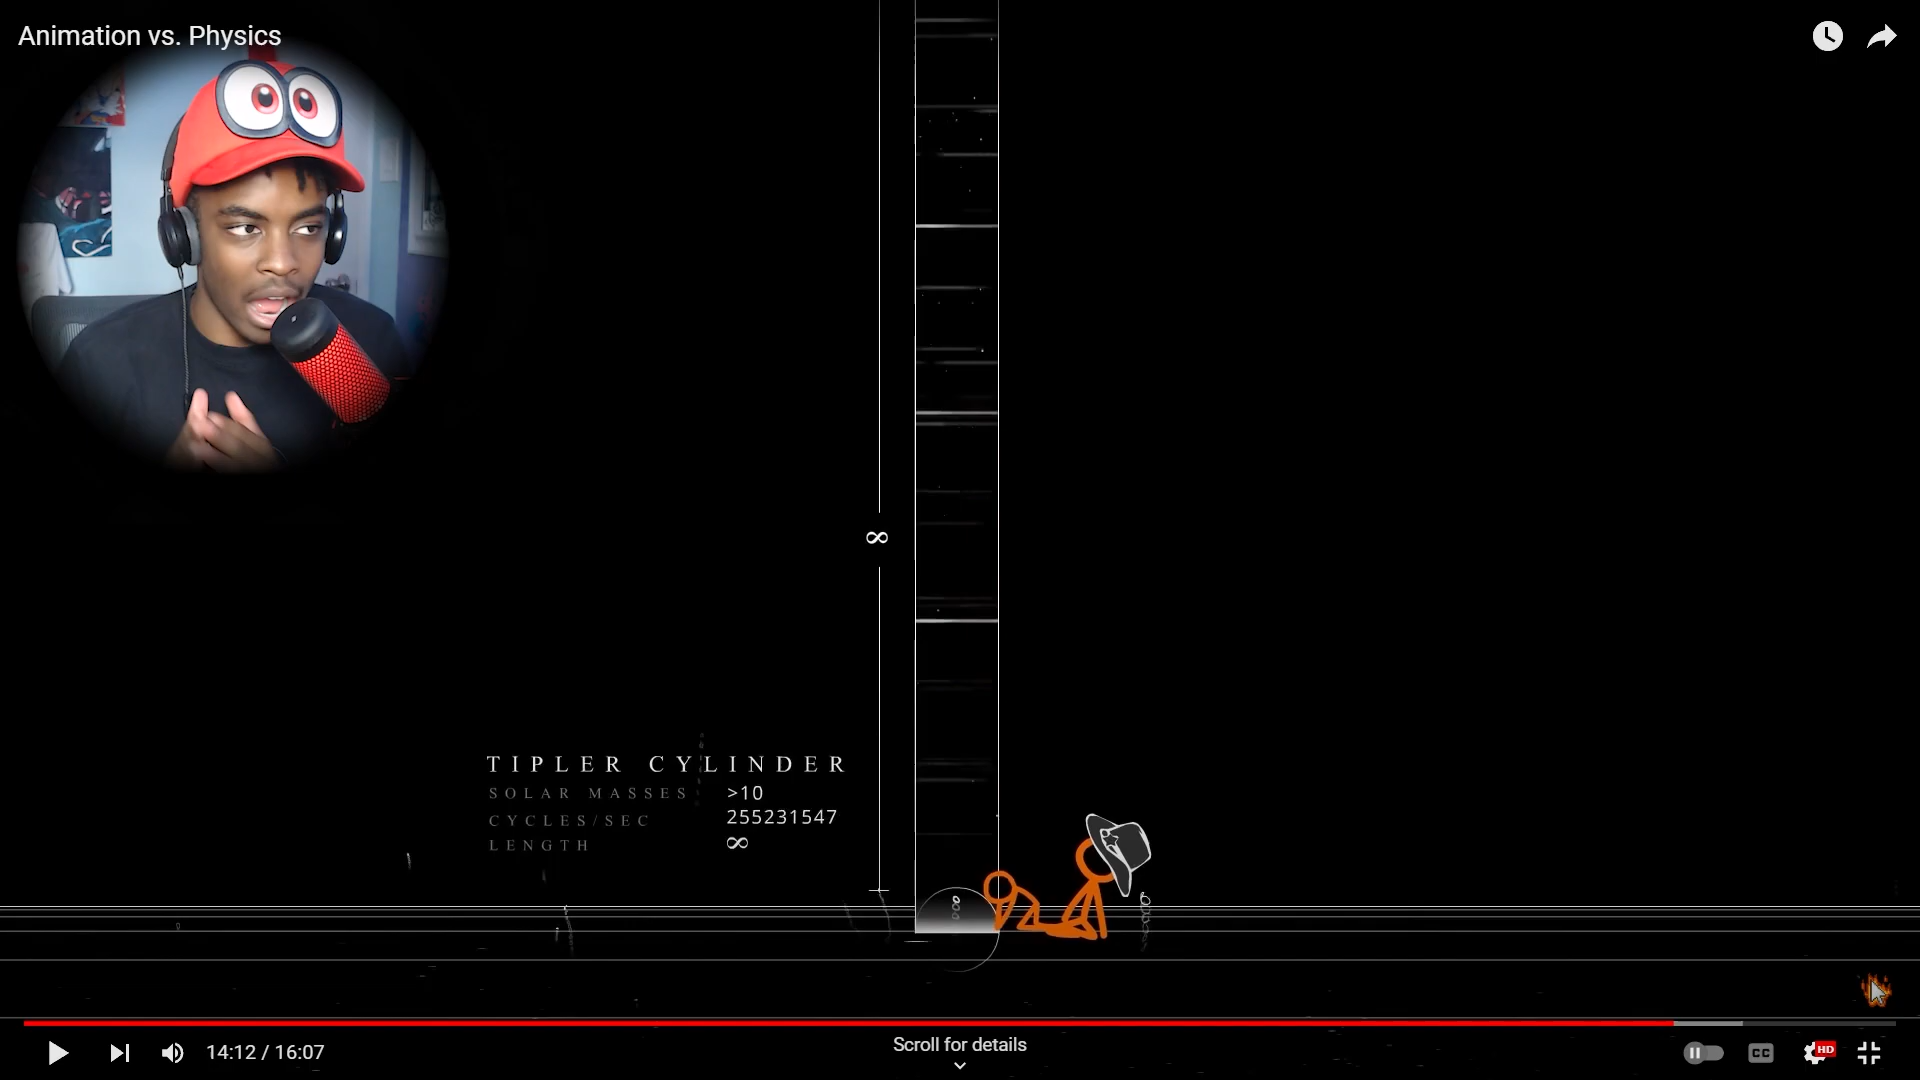 Animation vs. Physics
∞
TIPLER CYLINDER
SOLAR MASSES >10
CYCLES/SEC 255231547
LENGTH ∞
Scroll for details
14:12 / 16:07
CC
HD